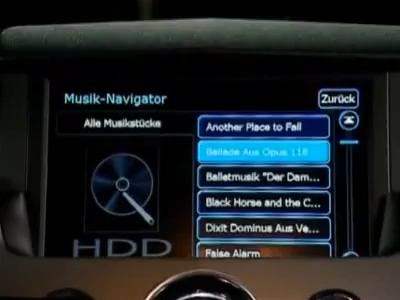 Musik-Navigator
Zurück
Alle Musikstücke
Another Place to Fall
Ballade Aus Opus 118
Balletmusik "Der Dam...
Black Horse and the C...
Dixit Dominus Aus Ve...
False Alarm
HDD